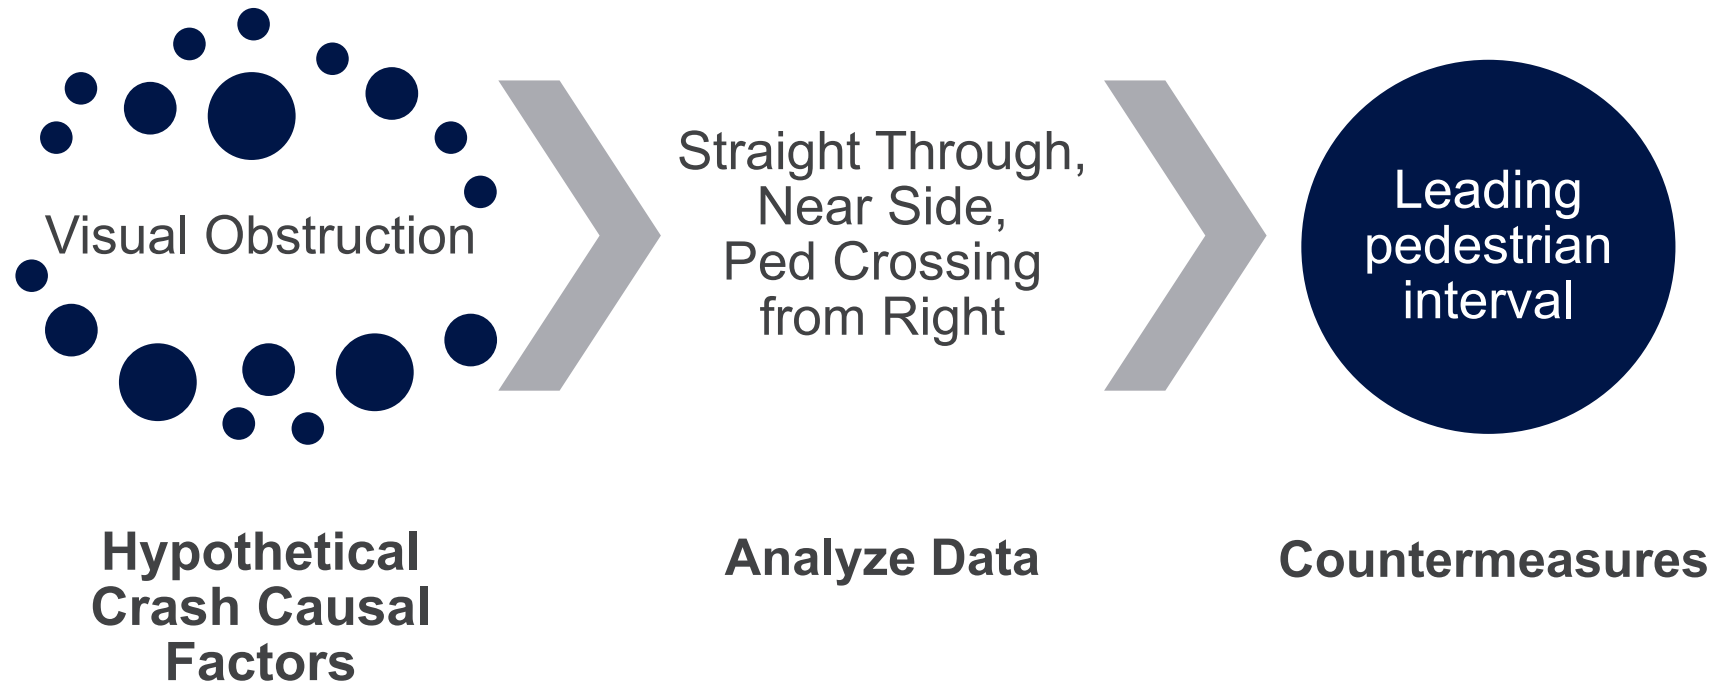 Visual Obstruction
Straight Through,
Near Side,
Ped Crossing
from Right
Leading
pedestrian
interval
Hypothetical
Crash Causal
Factors
Analyze Data
Countermeasures